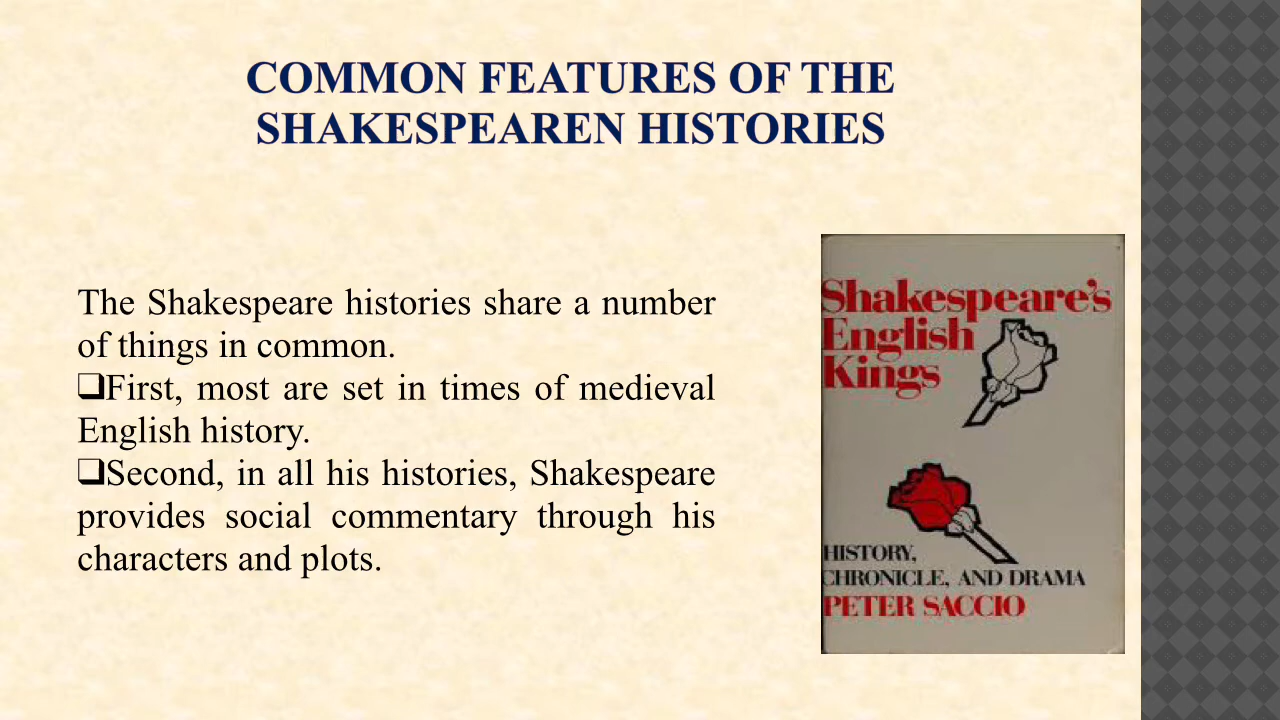 COMMON FEATURES OF THE
SHAKESPEAREN HISTORIES
The Shakespeare histories share a number
of things in common.
❑First, most are set in times of medieval
English history.
❑Second, in all his histories, Shakespeare
provides social commentary through his
characters and plots.
Shakespeare's
English
Kings
HISTORY,
CHRONICLE, AND DRAMA
PETER SACCIO